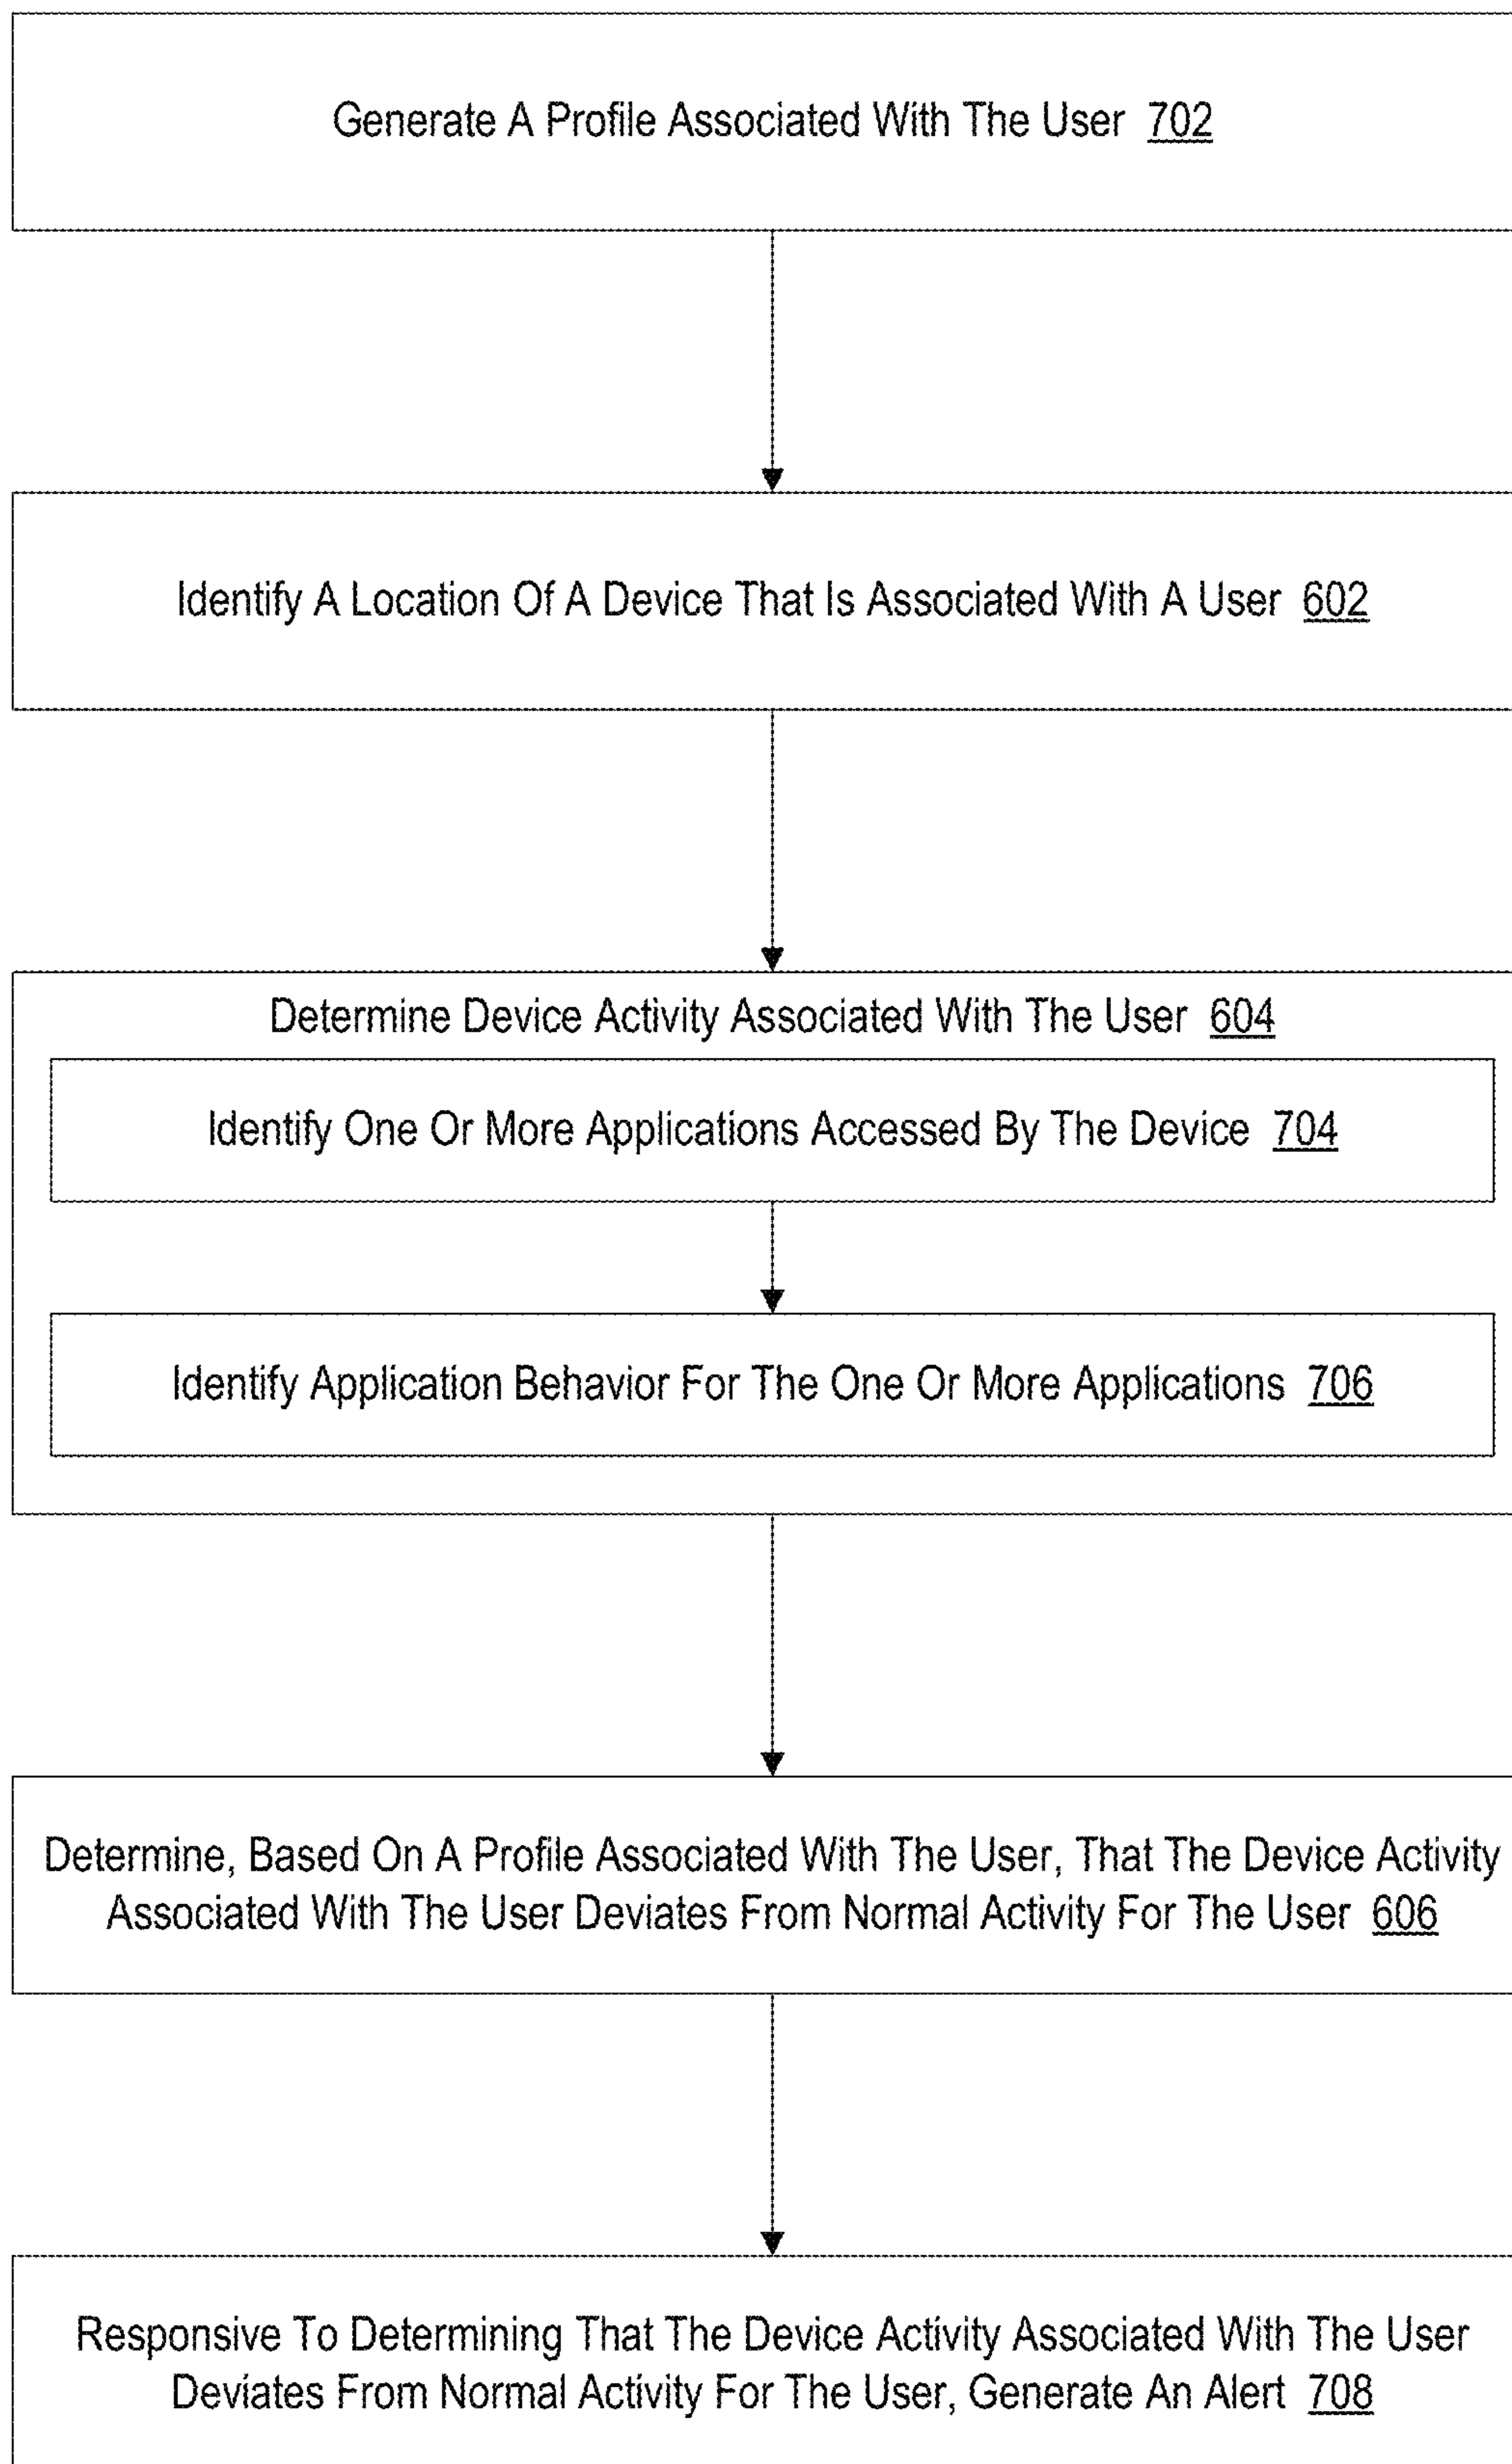 Generate A Profile Associated With The User 702
Identify A Location Of A Device That Is Associated With A User 602
Determine Device Activity Associated With The User 604
Identify One Or More Applications Accessed By The Device 704
Identify Application Behavior For The One Or More Applications 706
Determine, Based On A Profile Associated With The User, That The Device Activity
Associated With The User Deviates From Normal Activity For The User 606
Responsive To Determining That The Device Activity Associated With The User
Deviates From Normal Activity For The User, Generate An Alert 708